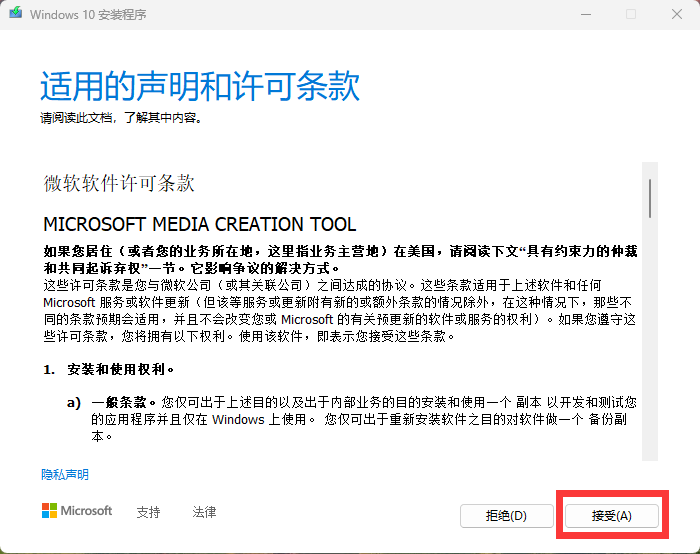 Windows 10 安装程序
适用的声明和许可条款
请阅读此文档，了解其中内容。
微软软件许可条款
MICROSOFT MEDIA CREATION TOOL
如果您居住（或者您的业务所在地，这里指业务主营地）在美国，请阅读下文“具有约束力的仲裁
和共同起诉弃权”一节。它影响争议的解决方式。
这些许可条款是您与微软公司（或其关联公司）之间达成的协议。这些条款适用于上述软件和任何
Microsoft 服务或软件更新（但该等服务或更新附有新的或额外条款的情况除外，在这种情况下，那些不
同的条款预期会适用，并且不会改变您或 Microsoft 的有关预更新的软件或服务的权利）。如果您遵守这
些许可条款，您将拥有以下权利。使用该软件，即表示您接受这些条款。
1. 安装和使用权利。
a) 一般条款。您仅可出于上述目的以及出于内部业务的目的安装和使用一个 副本 以开发和测试您
的应用程序并且仅在 Windows 上使用。 您仅可出于重新安装软件之目的对软件做一个 备份副
本。
隐私声明
Microsoft 支持 法律 拒绝(D) 接受(A)